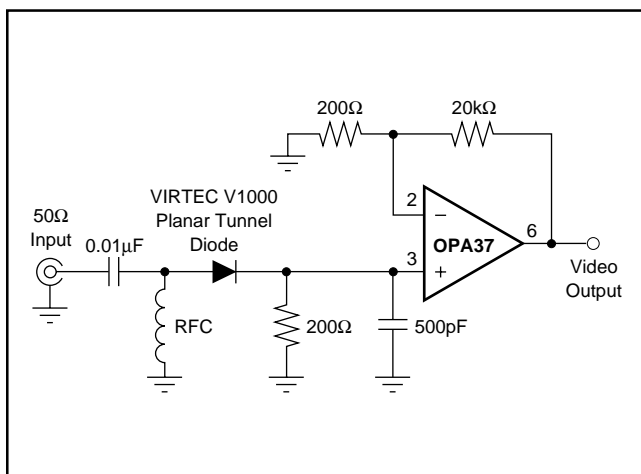 200Ω
20kΩ
2
−
OPA37
6
3
+
Video
Output
VIRTEC V1000
Planar Tunnel
Diode
50Ω
Input
0.01µF
RFC
200Ω
500pF